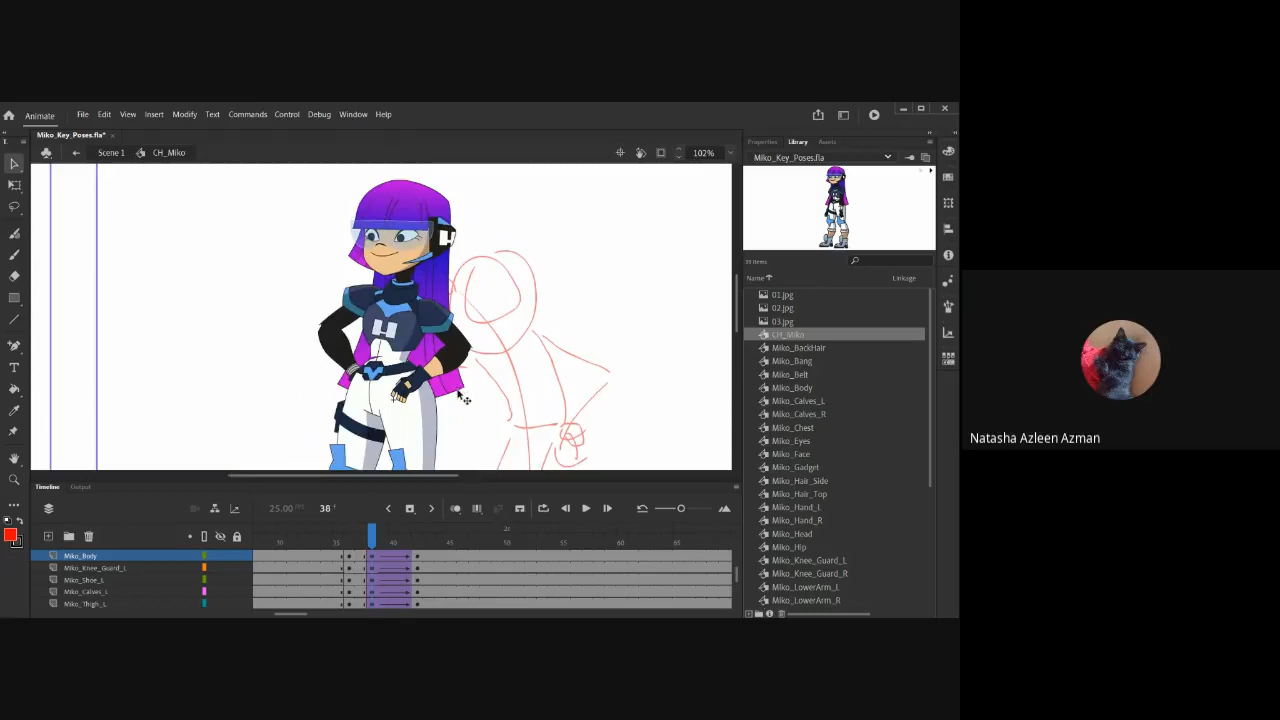 Animate File Edit View Insert Modify Text Commands Control Debug Window Help
Miko_Key_Poses.fla*
Scene 1 CH_Miko 102%
Properties Library Assets
Miko_Key_Poses.fla
Name Linkage
01.jpg
02.jpg
03.jpg
CH_Miko
Miko_BackHair
Miko_Bang
Miko_Belt
Miko_Body
Miko_Calves_L
Miko_Calves_R
Miko_Chest
Miko_Eyes
Miko_Face
Miko_Gadget
Miko_Hair_Side
Miko_Hair_Top
Miko_Hand_L
Miko_Hand_R
Miko_Head
Miko_Hip
Miko_Knee_Guard_L
Miko_Knee_Guard_R
Miko_LowerArm_L
Miko_LowerArm_R
H
H
Timeline Output
25.00 FPS 38
2s
30 35 40 45 50 55 60 65
Miko_Body
Miko_Knee_Guard_L
Miko_Shoe_L
Miko_Calves_L
Miko_Thigh_L
Natasha Azleen Azman